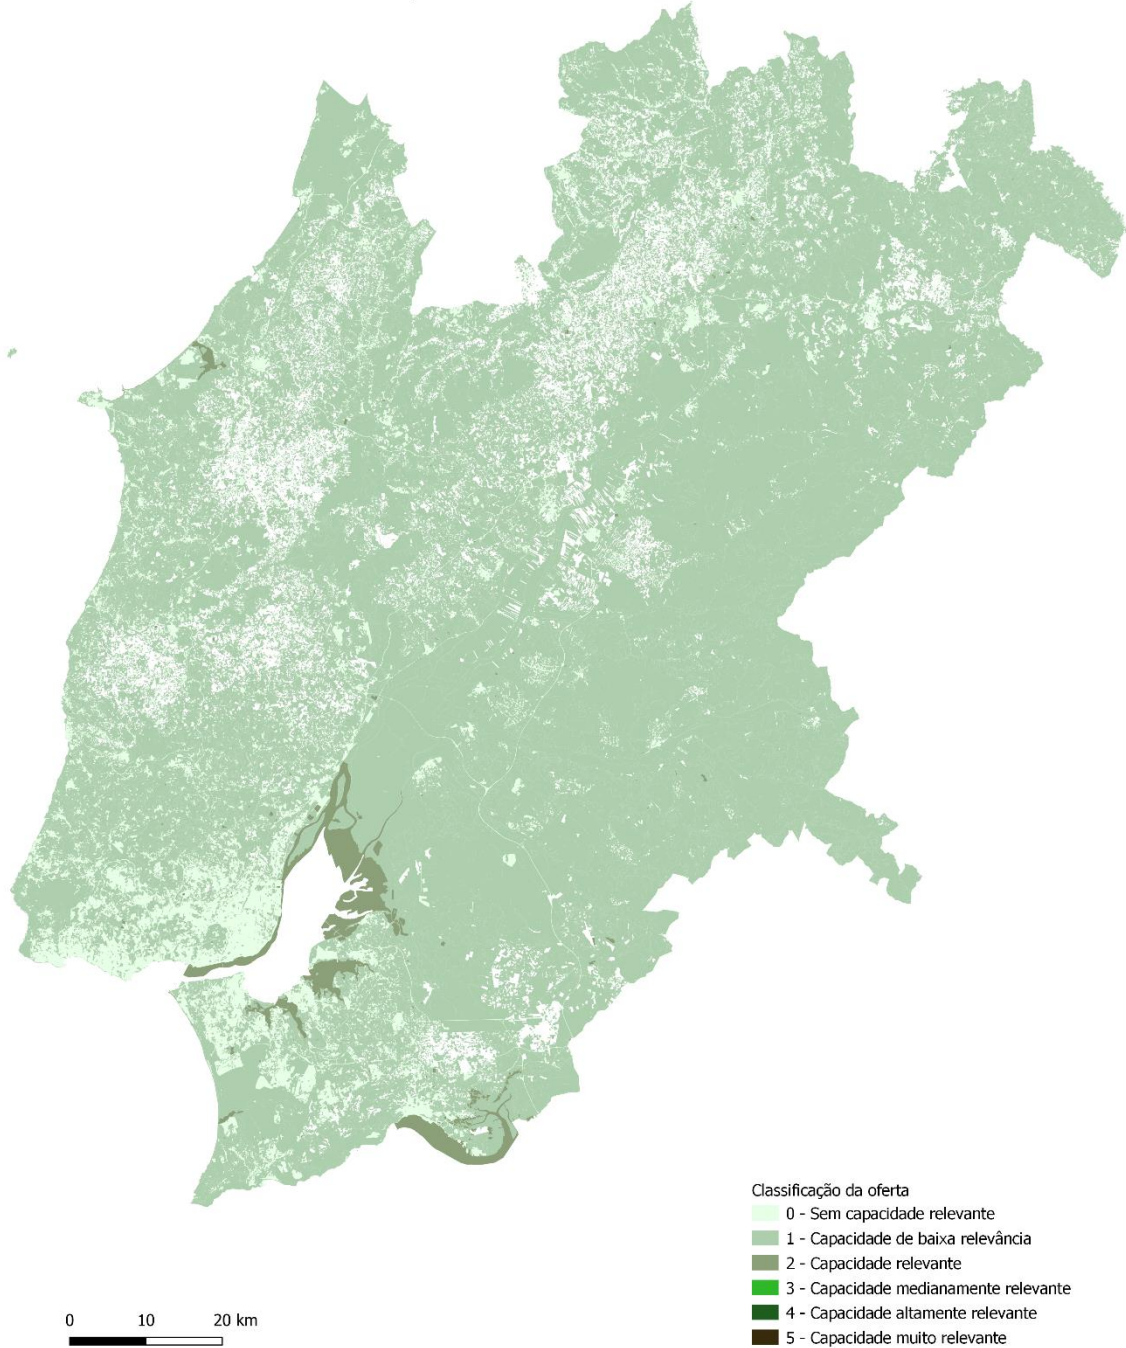 Classificação da oferta
0 - Sem capacidade relevante
1 - Capacidade de baixa relevância
2 - Capacidade relevante
3 - Capacidade medianamente relevante
4 - Capacidade altamente relevante
5 - Capacidade muito relevante
0 10 20 km